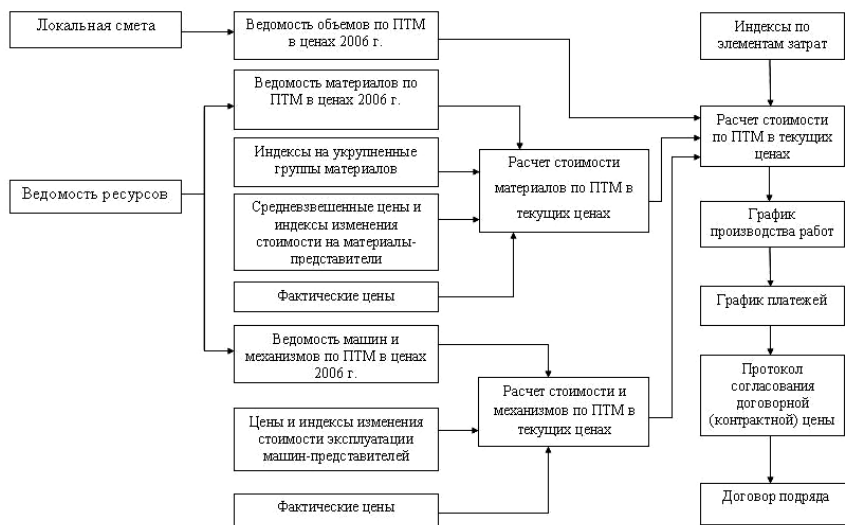 Локальная смета
Ведомость объемов по ПТМ
в ценах 2006 г.
Индексы по
элементам затрат
Ведомость материалов по
ПТМ в ценах 2006 г.
Индексы на укрупненные
группы материалов
Расчет стоимости
материалов по ПТМ в
текущих ценах
Расчет стоимости
по ПТМ в текущих
ценах
Ведомость ресурсов
Средневзвешенные цены и
индексы изменения
стоимости на материалы-
представители
График
производства работ
Фактические цены
График платежей
Ведомость машин и
механизмов по ПТМ в ценах
2006 г.
Расчет стоимости и
механизмов по ПТМ в
текущих ценах
Протокол
согласования
договорной
(контрактной) цены
Цены и индексы изменения
стоимости эксплуатации
машин-представителей
Фактические цены
Договор подряда